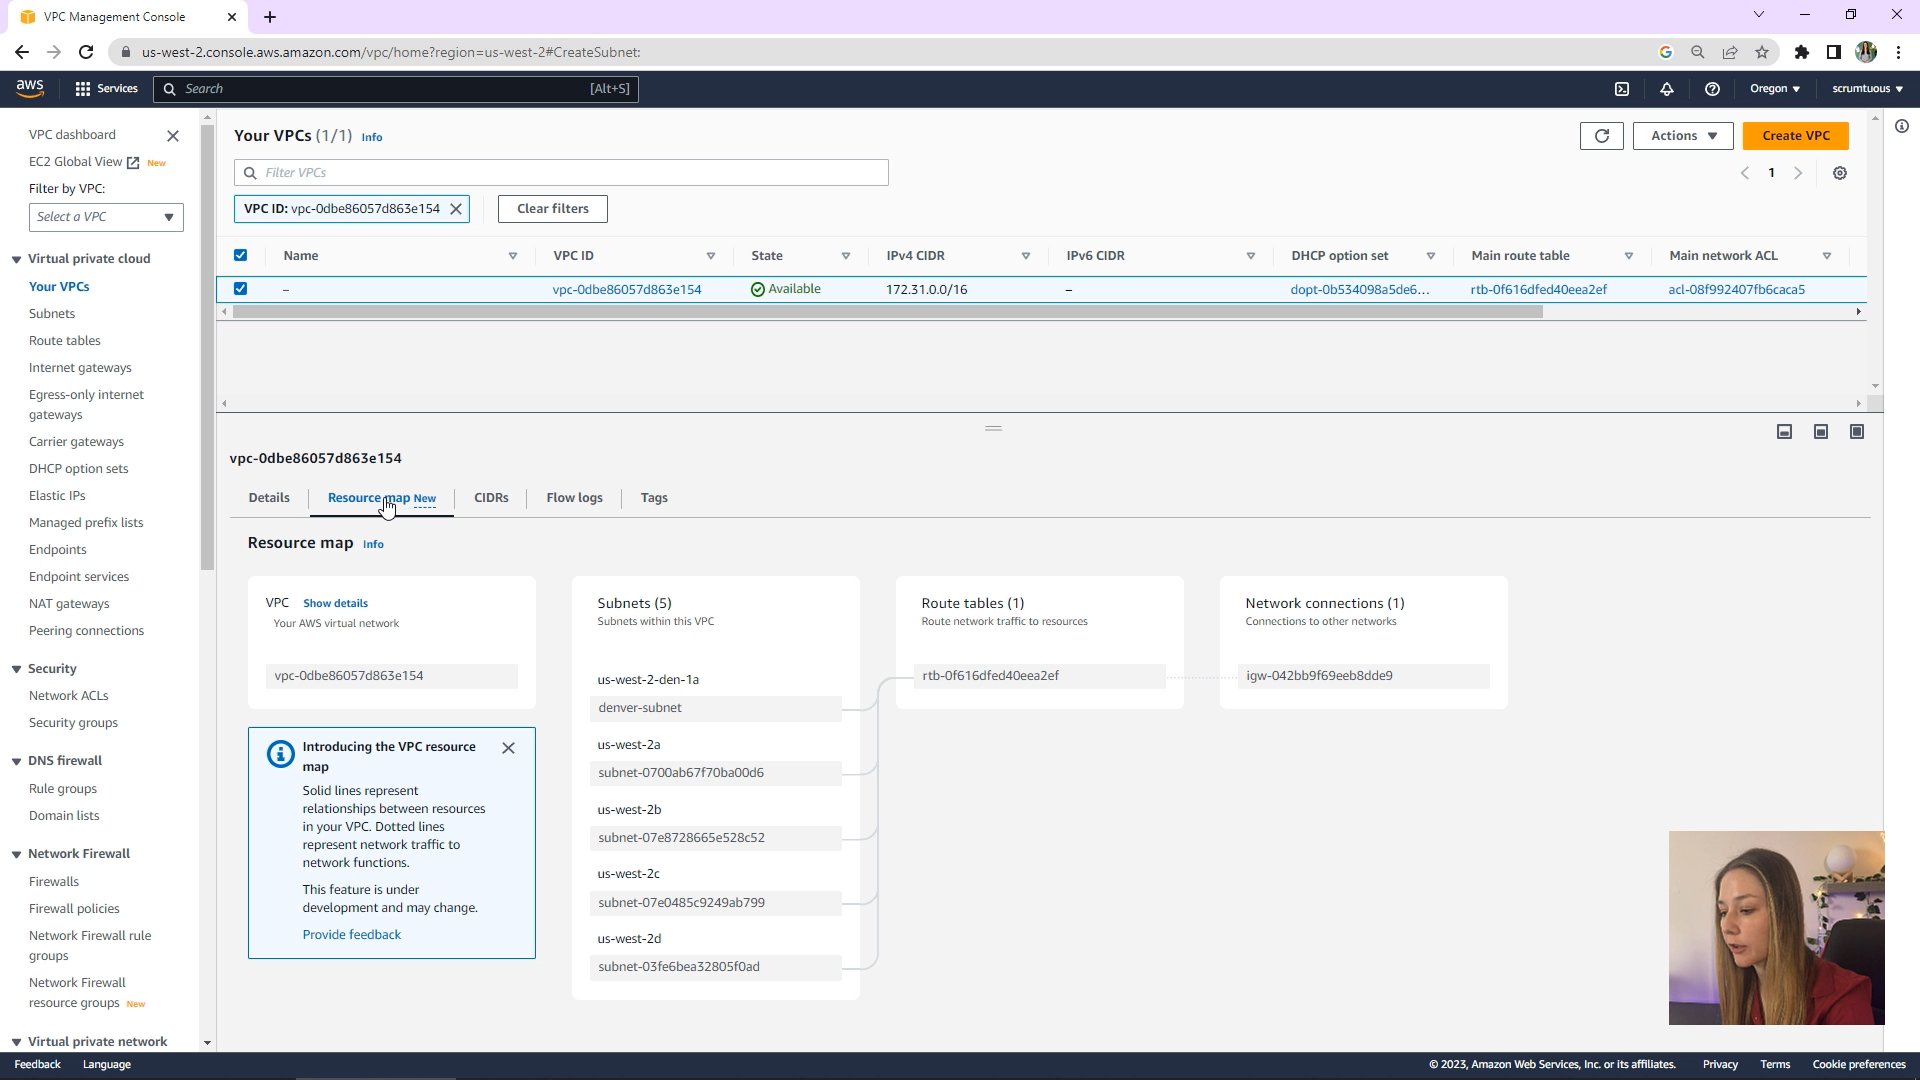 VPC Management Console
us-west-2.console.aws.amazon.com/vpc/home?region=us-west-2#CreateSubnet:
aws
Services
Search
[Alt+S]
Oregon
scrumtuous
VPC dashboard
EC2 Global View New
Filter by VPC:
Select a VPC
Virtual private cloud
Your VPCs
Subnets
Route tables
Internet gateways
Egress-only internet
gateways
Carrier gateways
DHCP option sets
Elastic IPs
Managed prefix lists
Endpoints
Endpoint services
NAT gateways
Peering connections
Security
Network ACLs
Security groups
DNS firewall
Rule groups
Domain lists
Network Firewall
Firewalls
Firewall policies
Network Firewall rule
groups
Network Firewall
resource groups New
Virtual private network
Your VPCs (1/1) Info
Actions
Create VPC
Filter VPCs
1
VPC ID: vpc-0dbe86057d863e154
Clear filters
Name VPC ID State IPv4 CIDR IPv6 CIDR DHCP option set Main route table Main network ACL
– vpc-0dbe86057d863e154 Available 172.31.0.0/16 – dopt-0b534098a5de6... rtb-0f616dfed40eea2ef acl-08f992407fb6caca5
vpc-0dbe86057d863e154
Details Resource map New CIDRs Flow logs Tags
Resource map Info
VPC Show details
Your AWS virtual network
vpc-0dbe86057d863e154
Introducing the VPC resource
map
Solid lines represent
relationships between resources
in your VPC. Dotted lines
represent network traffic to
network functions.
This feature is under
development and may change.
Provide feedback
Subnets (5)
Subnets within this VPC
us-west-2-den-1a
denver-subnet
us-west-2a
subnet-0700ab67f70ba00d6
us-west-2b
subnet-07e8728665e528c52
us-west-2c
subnet-07e0485c9249ab799
us-west-2d
subnet-03fe6bea32805f0ad
Route tables (1)
Route network traffic to resources
rtb-0f616dfed40eea2ef
Network connections (1)
Connections to other networks
igw-042bb9f69eeb8dde9
Feedback
Language
© 2023, Amazon Web Services, Inc. or its affiliates.
Privacy
Terms
Cookie preferences